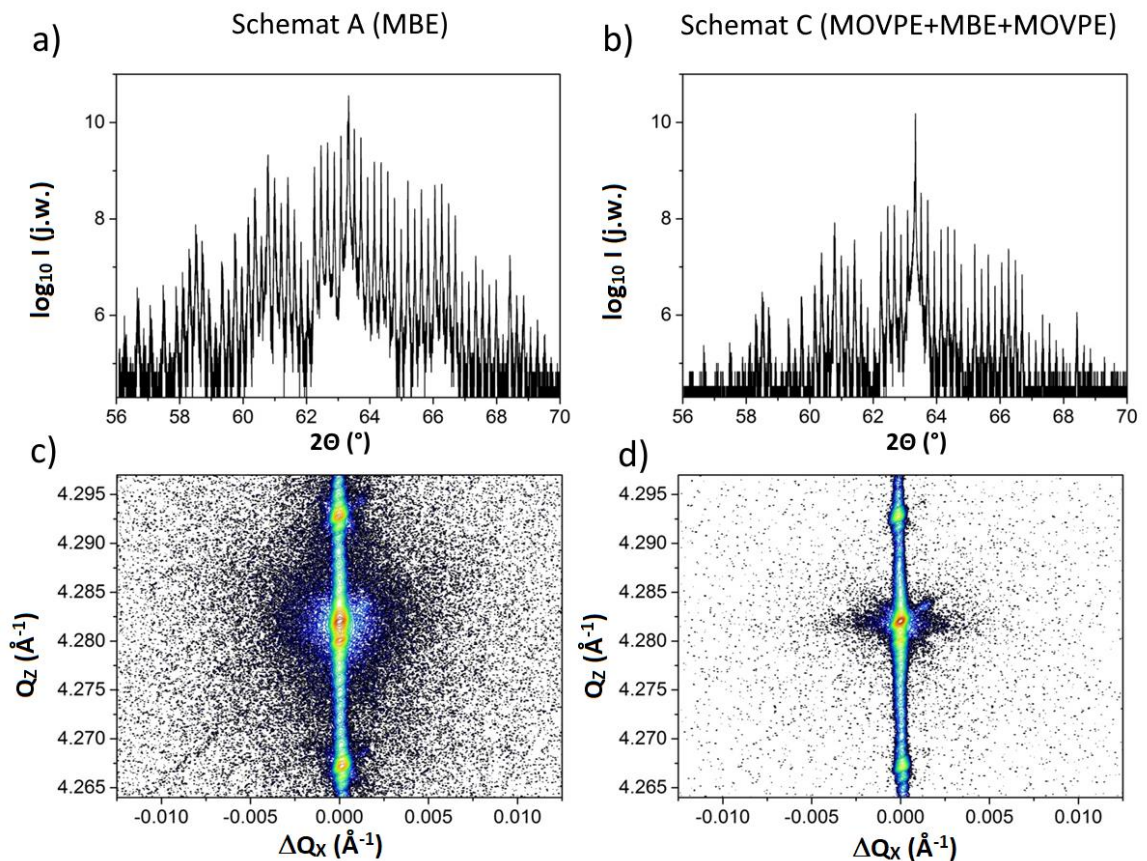 Schemat A (MBE)
Schemat C (MOVPE+MBE+MOVPE)
a)
b)
log₁₀ I (j.w.)
10
8
6
56 58 60 62 64 66 68 70
2Θ (°)
log₁₀ I (j.w.)
10
8
6
56 58 60 62 64 66 68 70
2Θ (°)
c)
d)
Q_Z (Å⁻¹)
4.295
4.290
4.285
4.280
4.275
4.270
4.265
-0.010 -0.005 0.000 0.005 0.010
ΔQ_X (Å⁻¹)
Q_Z (Å⁻¹)
4.295
4.290
4.285
4.280
4.275
4.270
4.265
-0.010 -0.005 0.000 0.005 0.010
ΔQ_X (Å⁻¹)